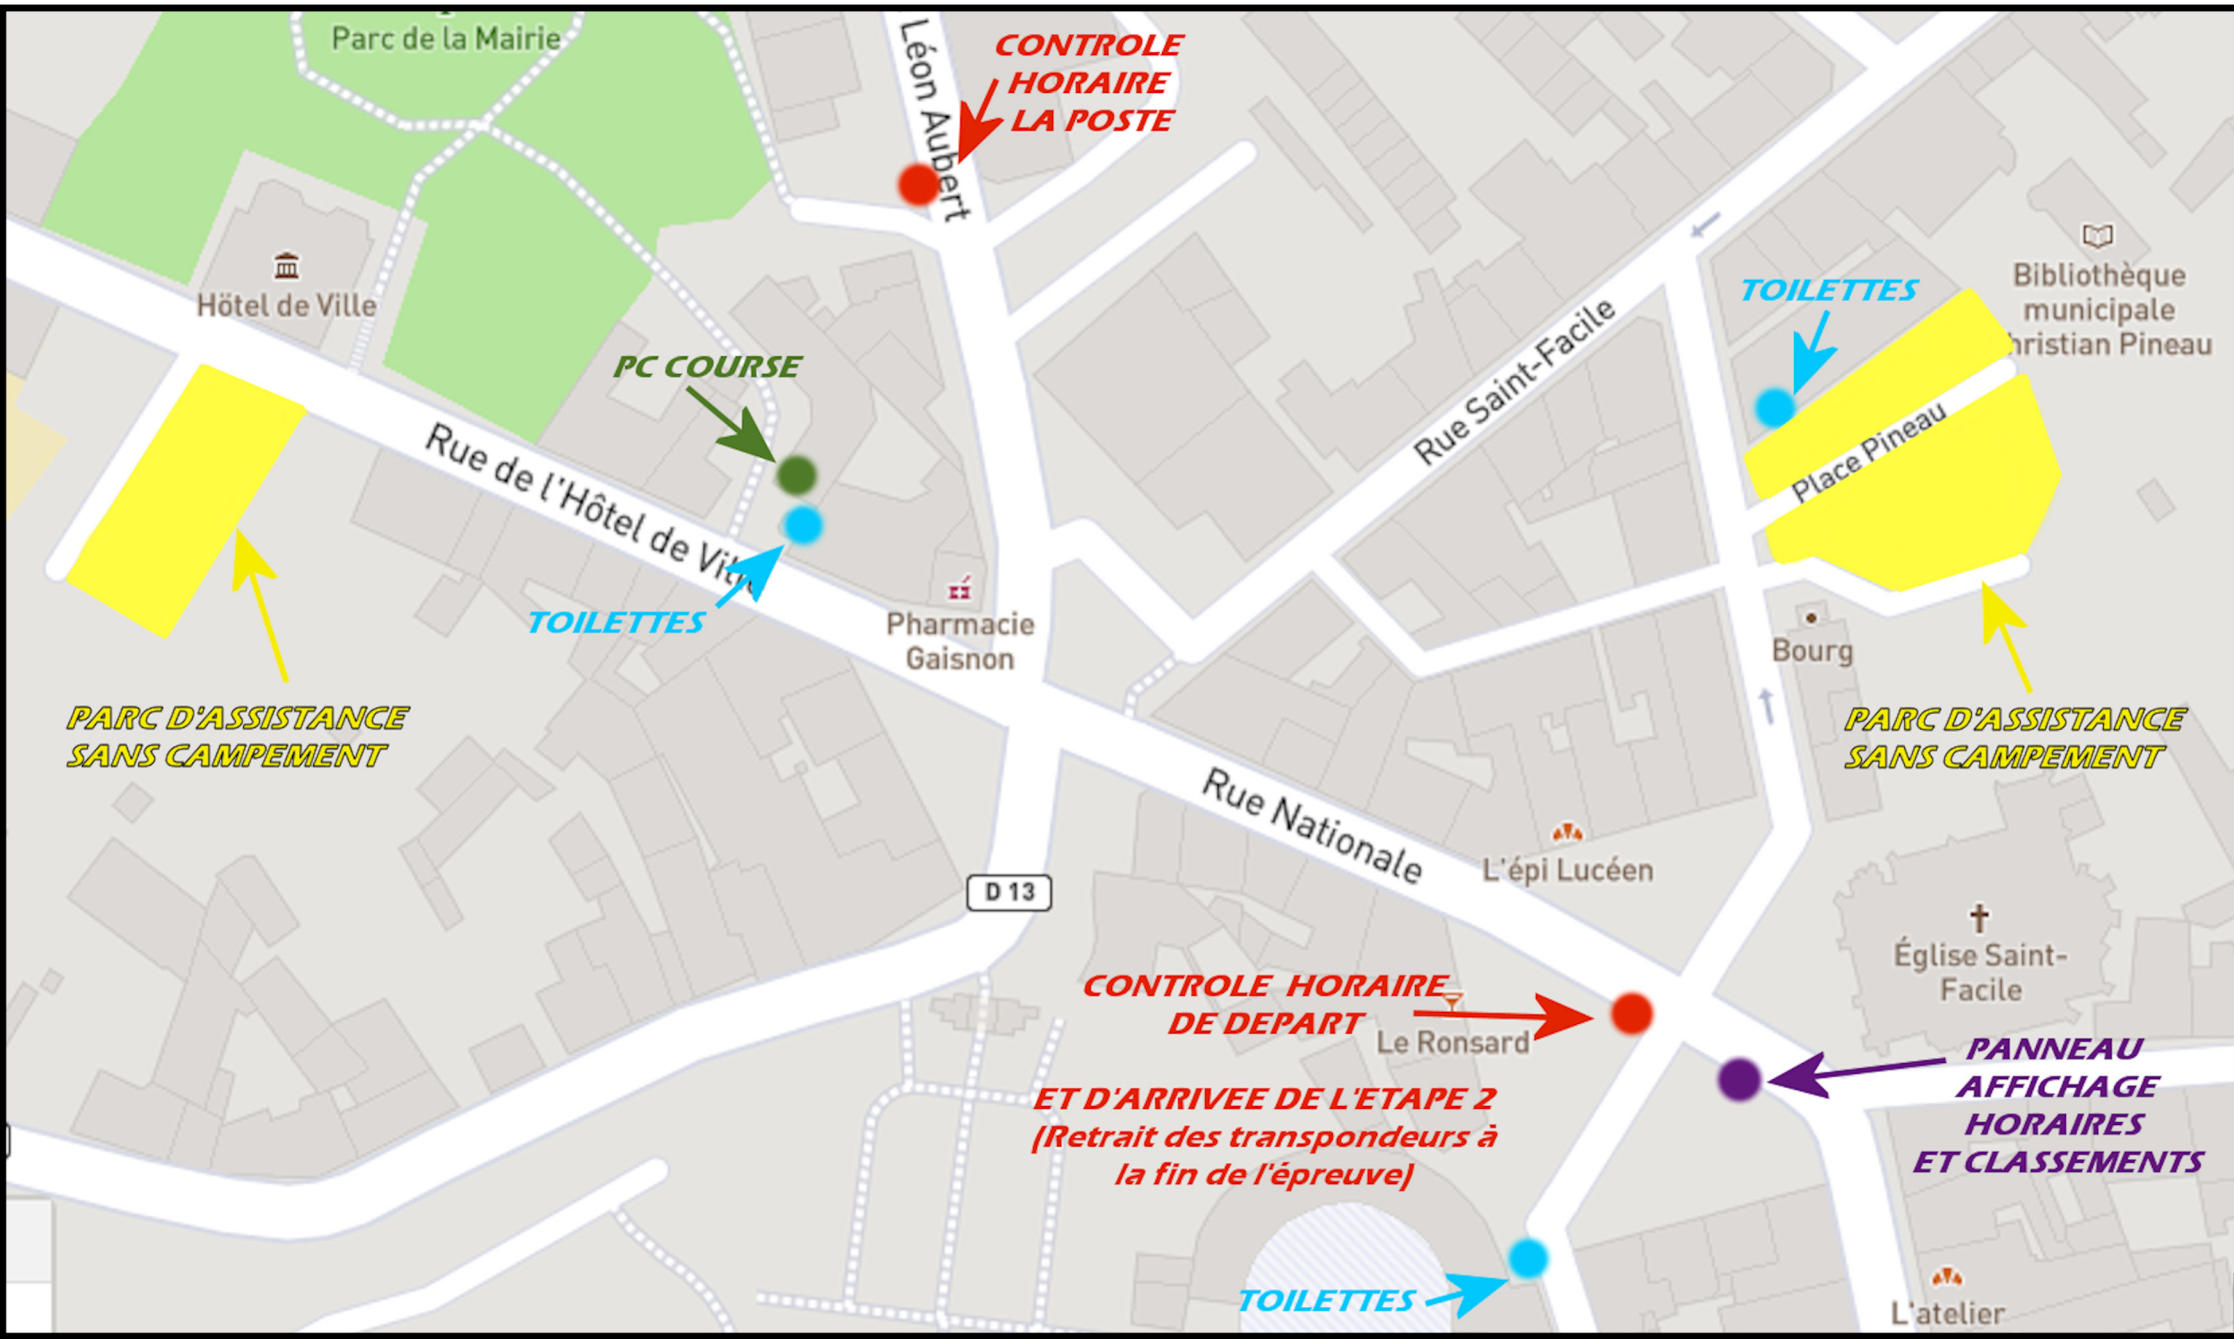 Parc de la Mairie
Léon Aubert
CONTROLE
HORAIRE
LA POSTE
Hôtel de Ville
PC COURSE
Rue de l'Hôtel de Ville
TOILETTES
Pharmacie
Gaisnon
PARC D'ASSISTANCE
SANS CAMPEMENT
Rue Saint-Facile
TOILETTES
Bibliothèque
municipale
hristian Pineau
Place Pineau
Bourg
PARC D'ASSISTANCE
SANS CAMPEMENT
Rue Nationale
L'épi Lucéen
D 13
Église Saint-
Facile
CONTROLE HORAIRE
DE DEPART
Le Ronsard
ET D'ARRIVEE DE L'ETAPE 2
(Retrait des transpondeurs à
la fin de l'épreuve)
PANNEAU
AFFICHAGE
HORAIRES
ET CLASSEMENTS
TOILETTES
L'atelier